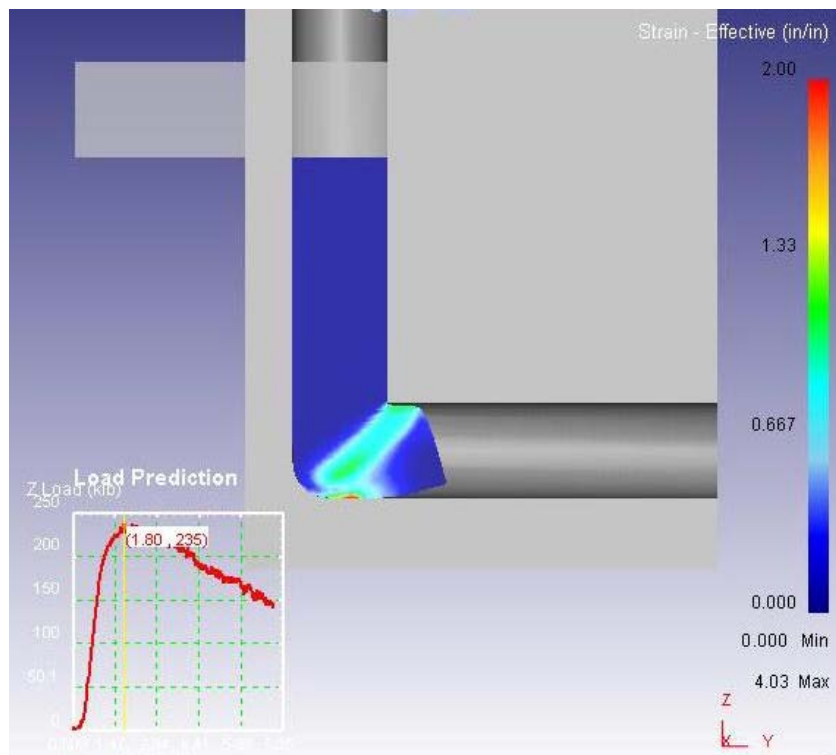 Strain - Effective (in/in)
2.00
1.33
0.667
0.000
0.000 Min
4.03 Max
Load Prediction
Z Load (klb)
250
(1.80 , 235)
200
150
100
50.1
0
Z
X Y